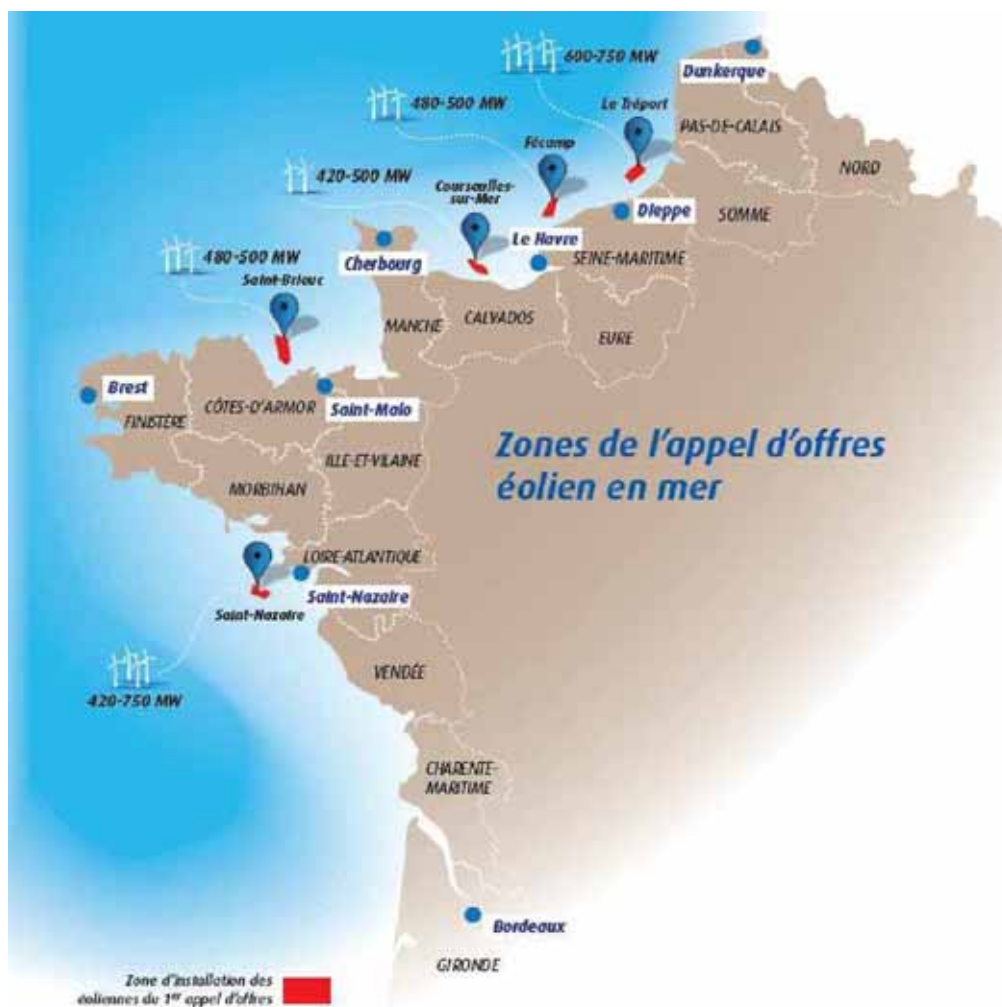 600-750 MW
Dunkerque
480-500 MW
Le Tréport
PAS-DE-CALAIS
Fécamp
NORD
420-500 MW
Courseulles-
sur-Mer
Dieppe
SOMME
Le Havre
480-500 MW
Cherbourg
SEINE-MARITIME
Saint-Brieuc
MANCHE
CALVADOS
EURE
Brest
CÔTES-D'ARMOR
Saint-Malo
FINISTÈRE
Zones de l'appel d'offres
éolien en mer
ILLE-ET-VILAINE
MORBIHAN
LOIRE-ATLANTIQUE
Saint-Nazaire
Saint-Nazaire
VENDÉE
420-750 MW
CHARENTE-
MARITIME
Bordeaux
GIRONDE
Zone d'installation des
éoliennes du 1er appel d'offres